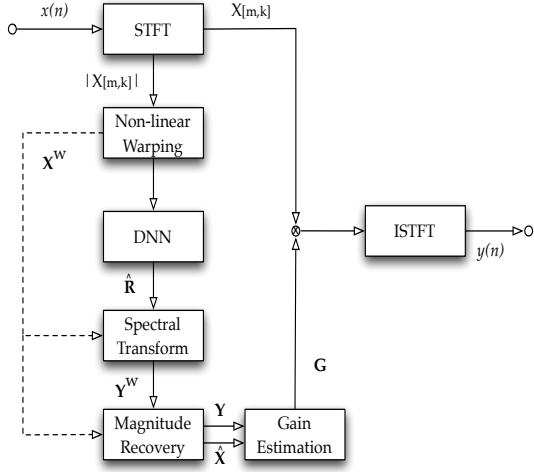 x(n)
STFT
X[m,k]
|X[m,k]|
Non-linear
Warping
X^W
DNN
ISTFT
y(n)
R̂
Spectral
Transform
Y^W
G
Magnitude
Recovery
Y
X̂
Gain
Estimation